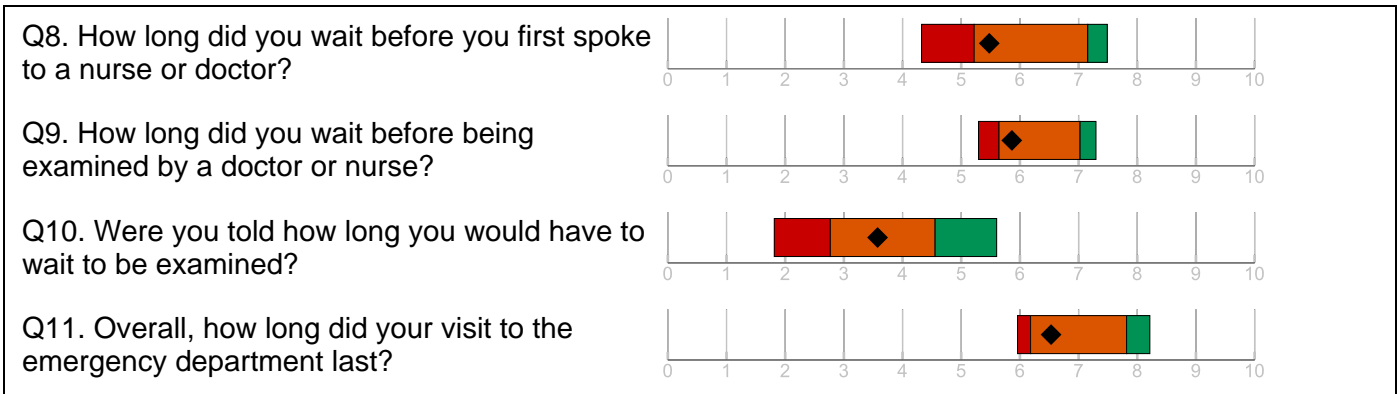 Q8. How long did you wait before you first spoke
to a nurse or doctor?
0 1 2 3 4 5 6 7 8 9 10
Q9. How long did you wait before being
examined by a doctor or nurse?
0 1 2 3 4 5 6 7 8 9 10
Q10. Were you told how long you would have to
wait to be examined?
0 1 2 3 4 5 6 7 8 9 10
Q11. Overall, how long did your visit to the
emergency department last?
0 1 2 3 4 5 6 7 8 9 10